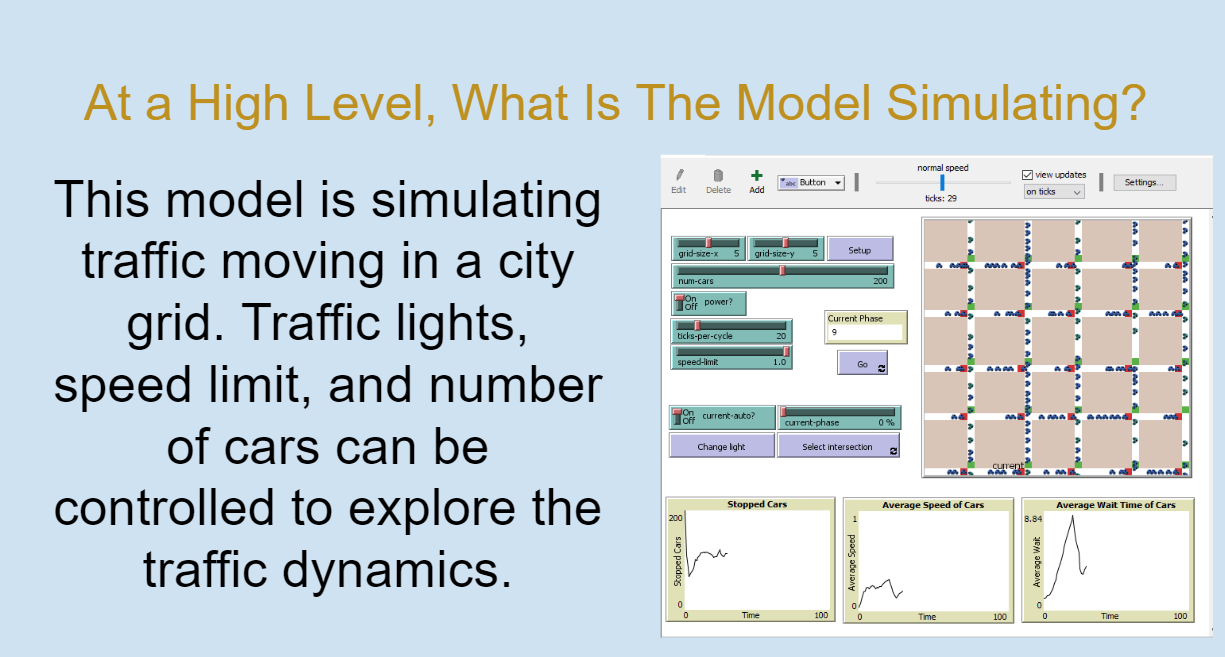 At a High Level, What Is The Model Simulating?
This model is simulating
traffic moving in a city
grid. Traffic lights,
speed limit, and number
of cars can be
controlled to explore the
traffic dynamics.
Edit
Delete
Add
abc Button
normal speed
ticks: 29
view updates
on ticks
Settings...
grid-size-x 5
grid-size-y 5
Setup
num-cars 200
On
Off
power?
ticks-per-cycle 20
speed-limit 1.0
Current Phase
9
Go
On
Off
current-auto?
current-phase 0 %
Change light
Select intersection
current
Stopped Cars
200
Stopped Cars
0
0
Time
100
Average Speed of Cars
1
Average Speed
0
0
Time
100
Average Wait Time of Cars
8.84
Average Wait
0
0
Time
100